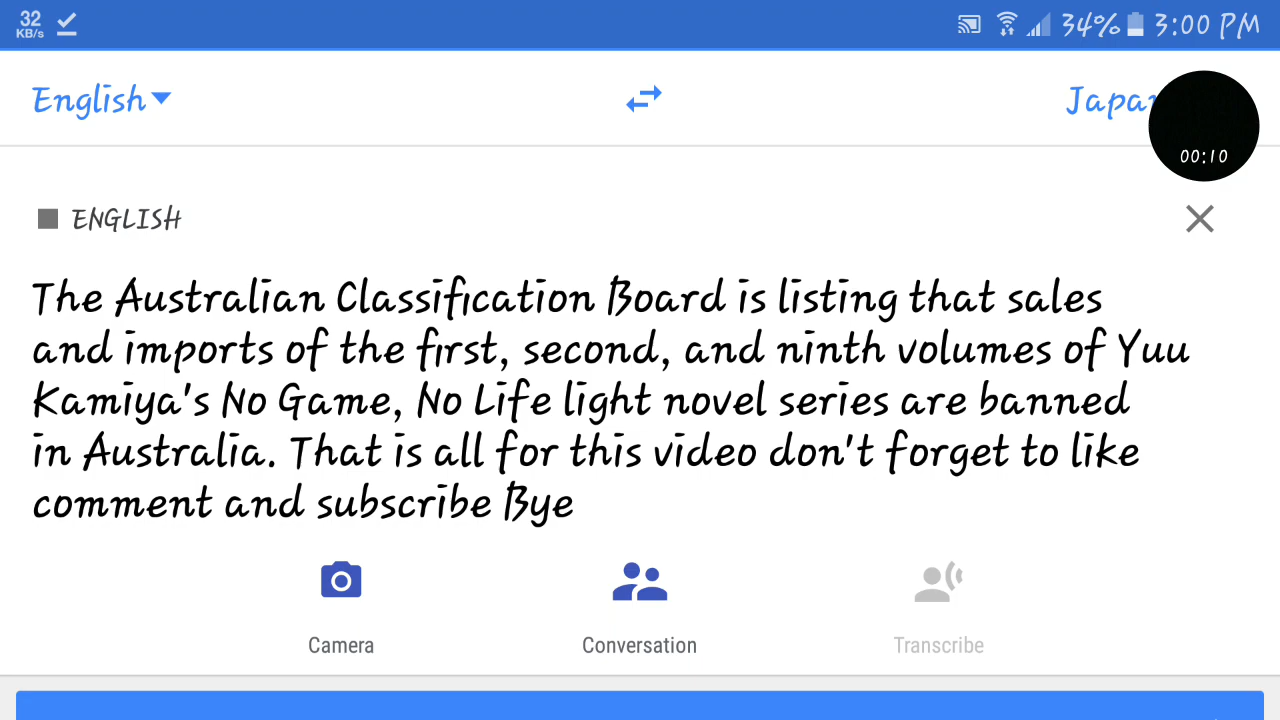 32
KB/s
34% 3:00 PM
English
Japan
00:10
ENGLISH
The Australian Classification Board is listing that sales
and imports of the first, second, and ninth volumes of Yuu
Kamiya's No Game, No Life light novel series are banned
in Australia. That is all for this video don't forget to like
comment and subscribe Bye
Camera
Conversation
Transcribe